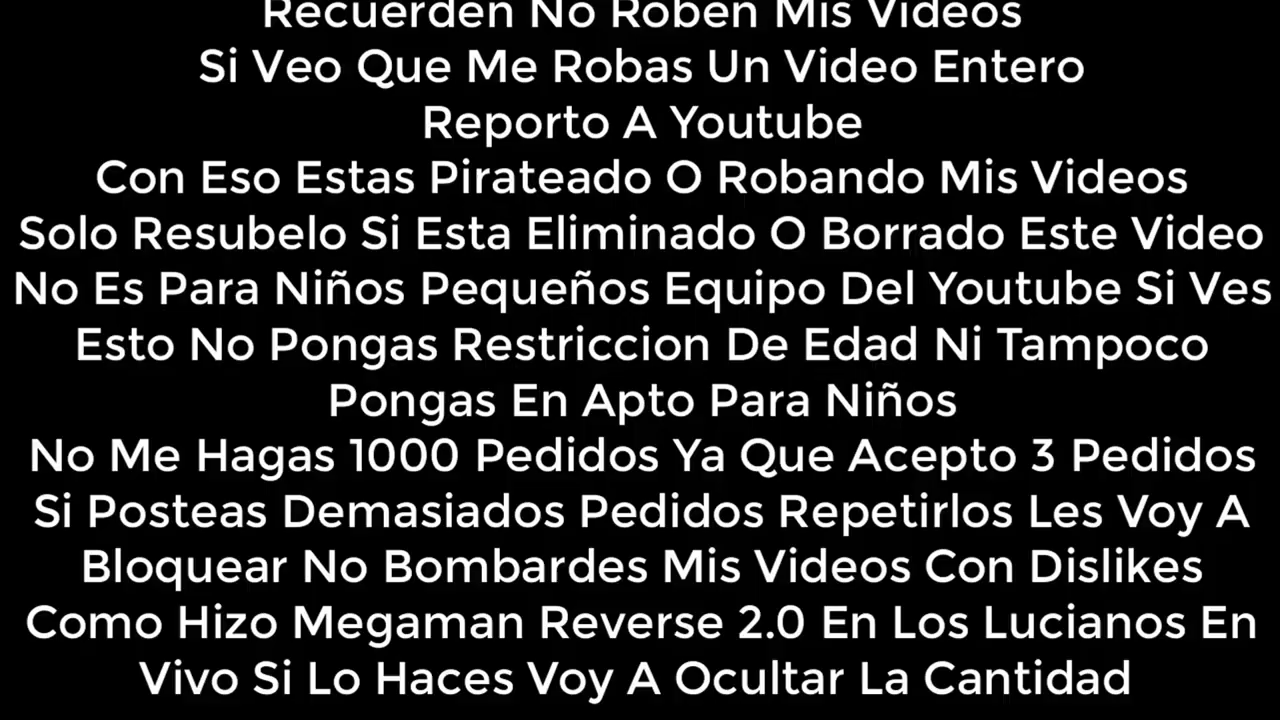 Recuerden No Roben Mis Videos
Si Veo Que Me Robas Un Video Entero
Reporto A Youtube
Con Eso Estas Pirateado O Robando Mis Videos
Solo Resubelo Si Esta Eliminado O Borrado Este Video
No Es Para Niños Pequeños Equipo Del Youtube Si Ves
Esto No Pongas Restriccion De Edad Ni Tampoco
Pongas En Apto Para Niños
No Me Hagas 1000 Pedidos Ya Que Acepto 3 Pedidos
Si Posteas Demasiados Pedidos Repetirlos Les Voy A
Bloquear No Bombardes Mis Videos Con Dislikes
Como Hizo Megaman Reverse 2.0 En Los Lucianos En
Vivo Si Lo Haces Voy A Ocultar La Cantidad